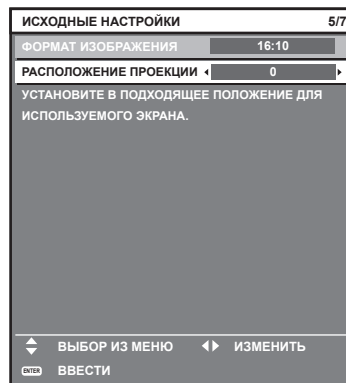 ИСХОДНЫЕ НАСТРОЙКИ 5/7
ФОРМАТ ИЗОБРАЖЕНИЯ 16:10
РАСПОЛОЖЕНИЕ ПРОЕКЦИИ 0
УСТАНОВИТЕ В ПОДХОДЯЩЕЕ ПОЛОЖЕНИЕ ДЛЯ
ИСПОЛЬЗУЕМОГО ЭКРАНА.
ВЫБОР ИЗ МЕНЮ ИЗМЕНИТЬ
ENTER ВВЕСТИ